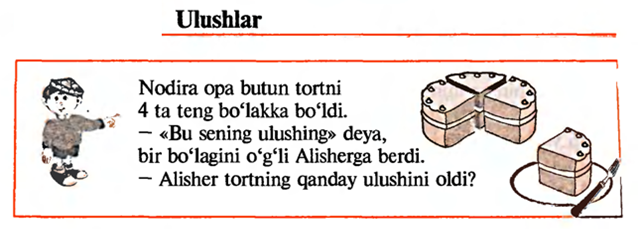 Ulushlar
Nodira opa butun tortni
4 ta teng bo‘lakka bo‘ldi.
– «Bu sening ulushing» deya,
bir bo‘lagini o‘g‘li Alisherga berdi.
– Alisher tortning qanday ulushini oldi?